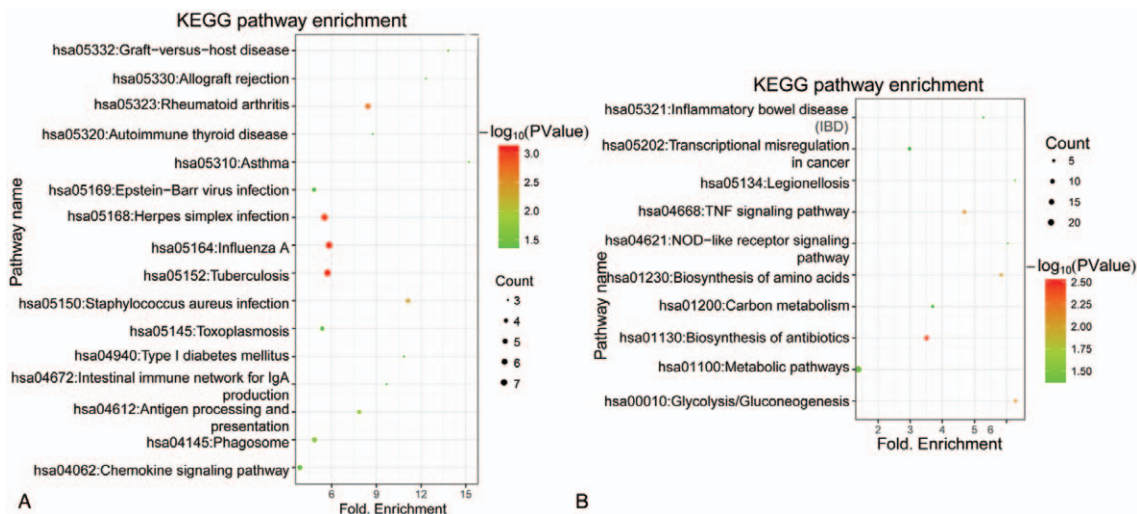 KEGG pathway enrichment
hsa05332:Graft−versus−host disease
hsa05330:Allograft rejection
hsa05323:Rheumatoid arthritis
hsa05320:Autoimmune thyroid disease
hsa05310:Asthma
hsa05169:Epstein-Barr virus infection
hsa05168:Herpes simplex infection
hsa05164:Influenza A
hsa05152:Tuberculosis
hsa05150:Staphylococcus aureus infection
hsa05145:Toxoplasmosis
hsa04940:Type I diabetes mellitus
hsa04672:Intestinal immune network for IgA
production
hsa04612:Antigen processing and
presentation
hsa04145:Phagosome
hsa04062:Chemokine signaling pathway
Pathway name
6 9 12 15
Fold. Enrichment
−log10(PValue)
3.0
2.5
2.0
1.5
Count
3
4
5
6
7
A
KEGG pathway enrichment
hsa05321:Inflammatory bowel disease
(IBD)
hsa05202:Transcriptional misregulation
in cancer
hsa05134:Legionellosis
hsa04668:TNF signaling pathway
hsa04621:NOD−like receptor signaling
pathway
hsa01230:Biosynthesis of amino acids
hsa01200:Carbon metabolism
hsa01130:Biosynthesis of antibiotics
hsa01100:Metabolic pathways
hsa00010:Glycolysis/Gluconeogenesis
Pathway name
2 3 4 5 6
Fold. Enrichment
Count
5
10
15
20
−log10(PValue)
2.50
2.25
2.00
1.75
1.50
B